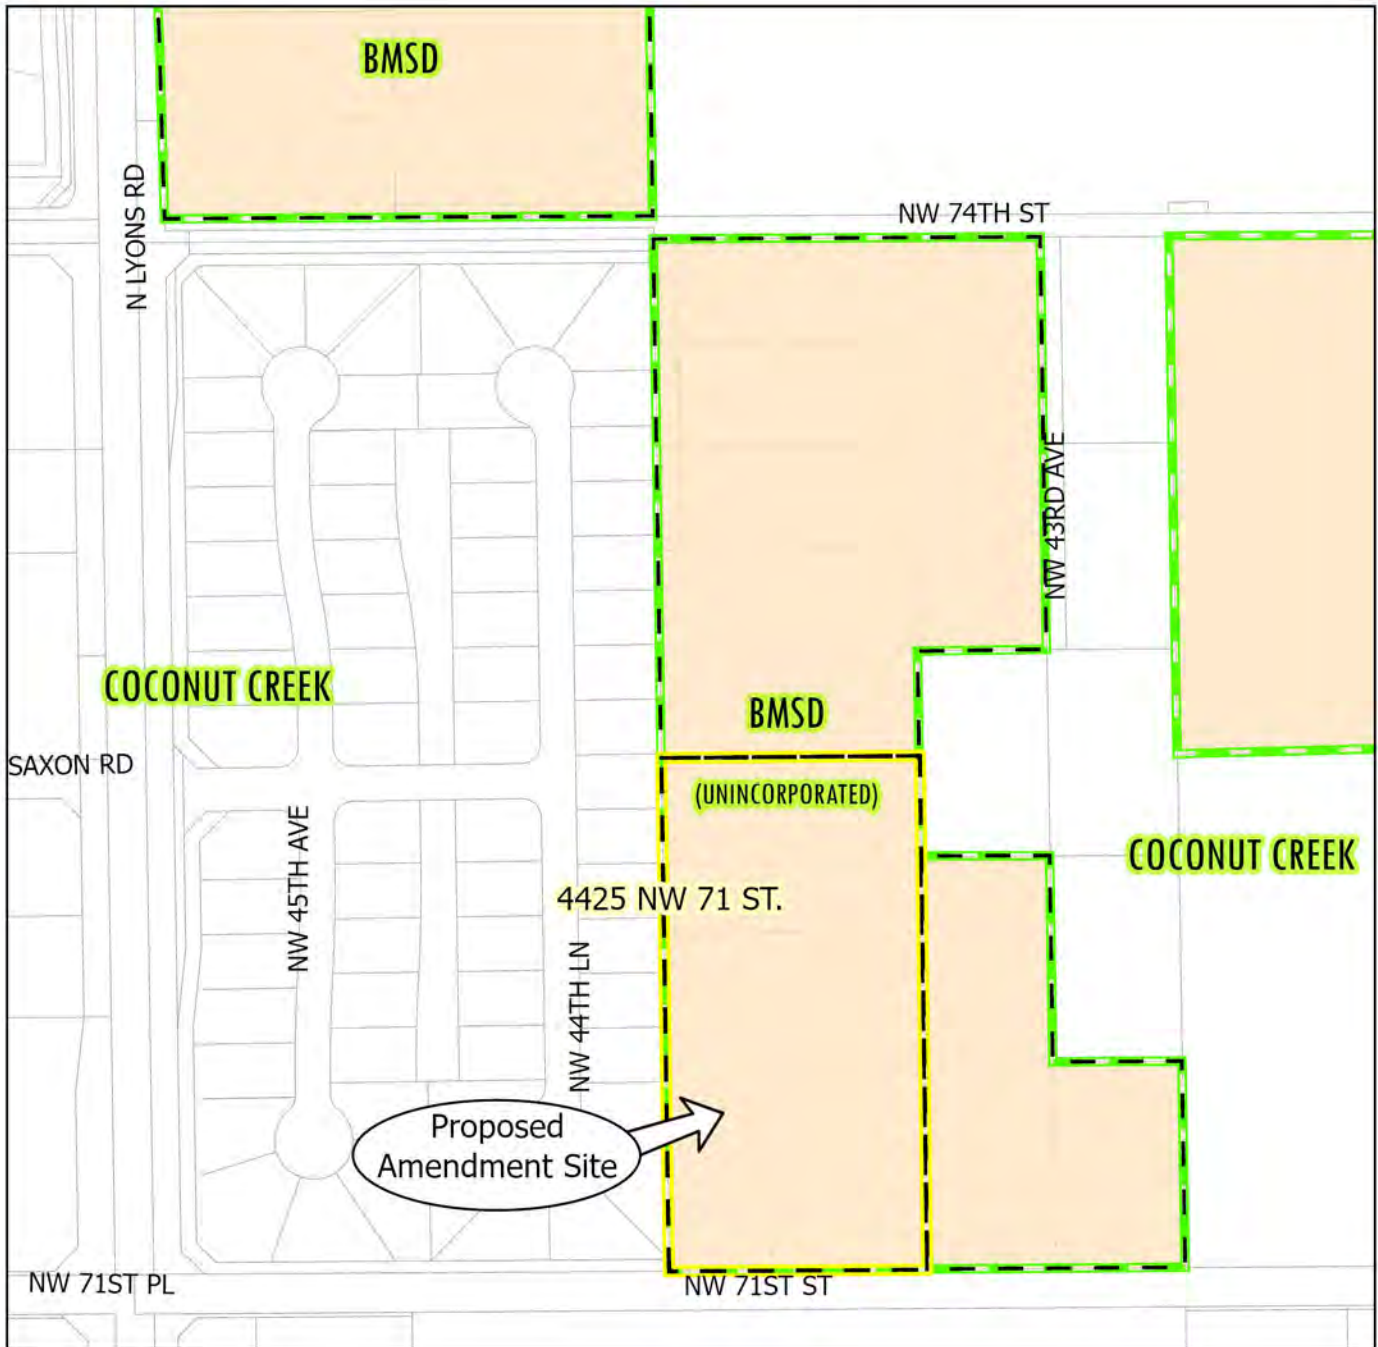 BMSD
N LYONS RD
NW 74TH ST
NW 43RD AVE
COCONUT CREEK
BMSD
SAXON RD
(UNINCORPORATED)
NW 45TH AVE
COCONUT CREEK
4425 NW 71 ST.
NW 44TH LN
Proposed
Amendment Site
NW 71ST PL
NW 71ST ST